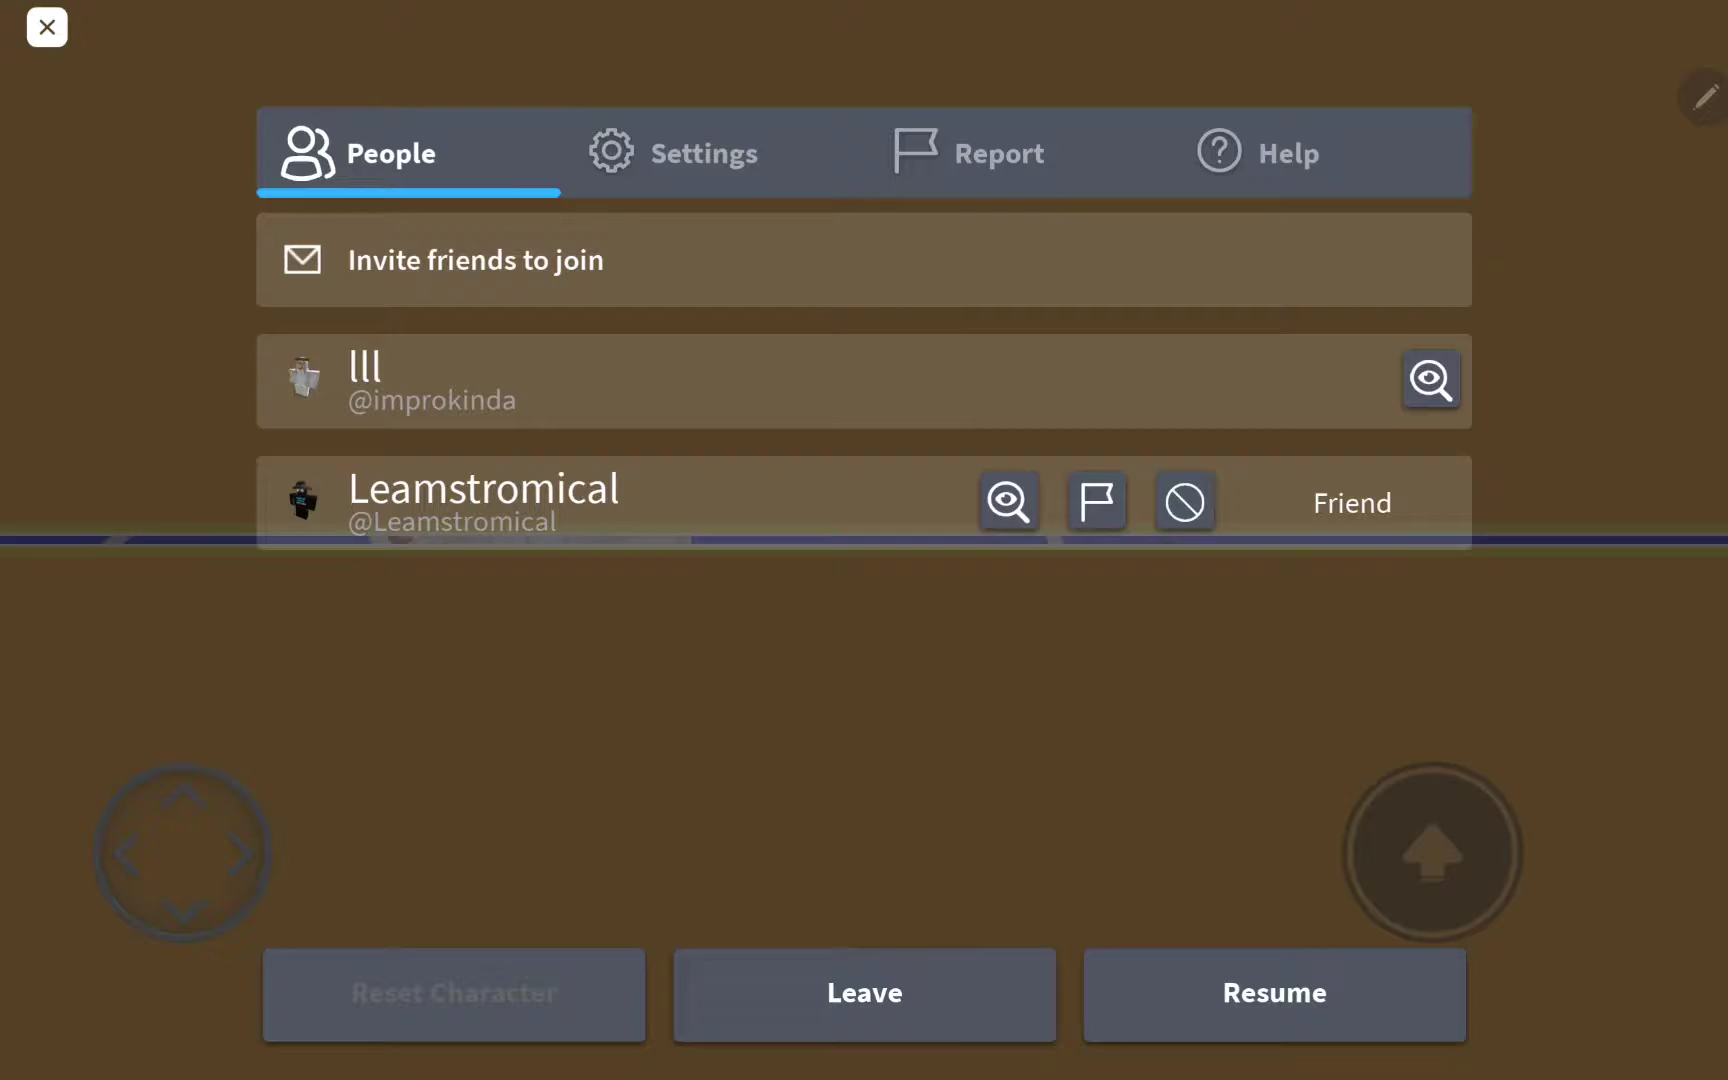 People
Settings
Report
Help
Invite friends to join
lll
@improkinda
Leamstromical
@Leamstromical
Friend
Reset Character
Leave
Resume